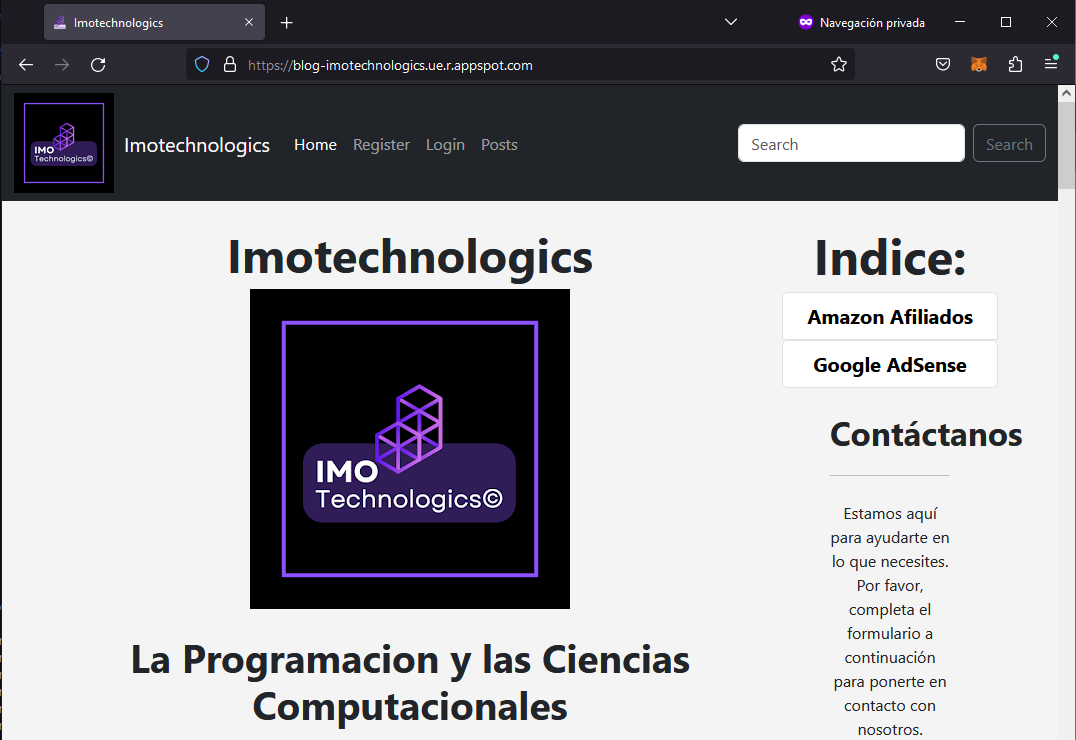 Imotechnologics
Navegación privada
https://blog-imotechnologics.ue.r.appspot.com
IMO
Technologics©
Imotechnologics
Home
Register
Login
Posts
Search
Search
Imotechnologics
IMO
Technologics©
La Programacion y las Ciencias
Computacionales
Indice:
Amazon Afiliados
Google AdSense
Contáctanos
Estamos aquí
para ayudarte en
lo que necesites.
Por favor,
completa el
formulario a
continuación
para ponerte en
contacto con
nosotros.